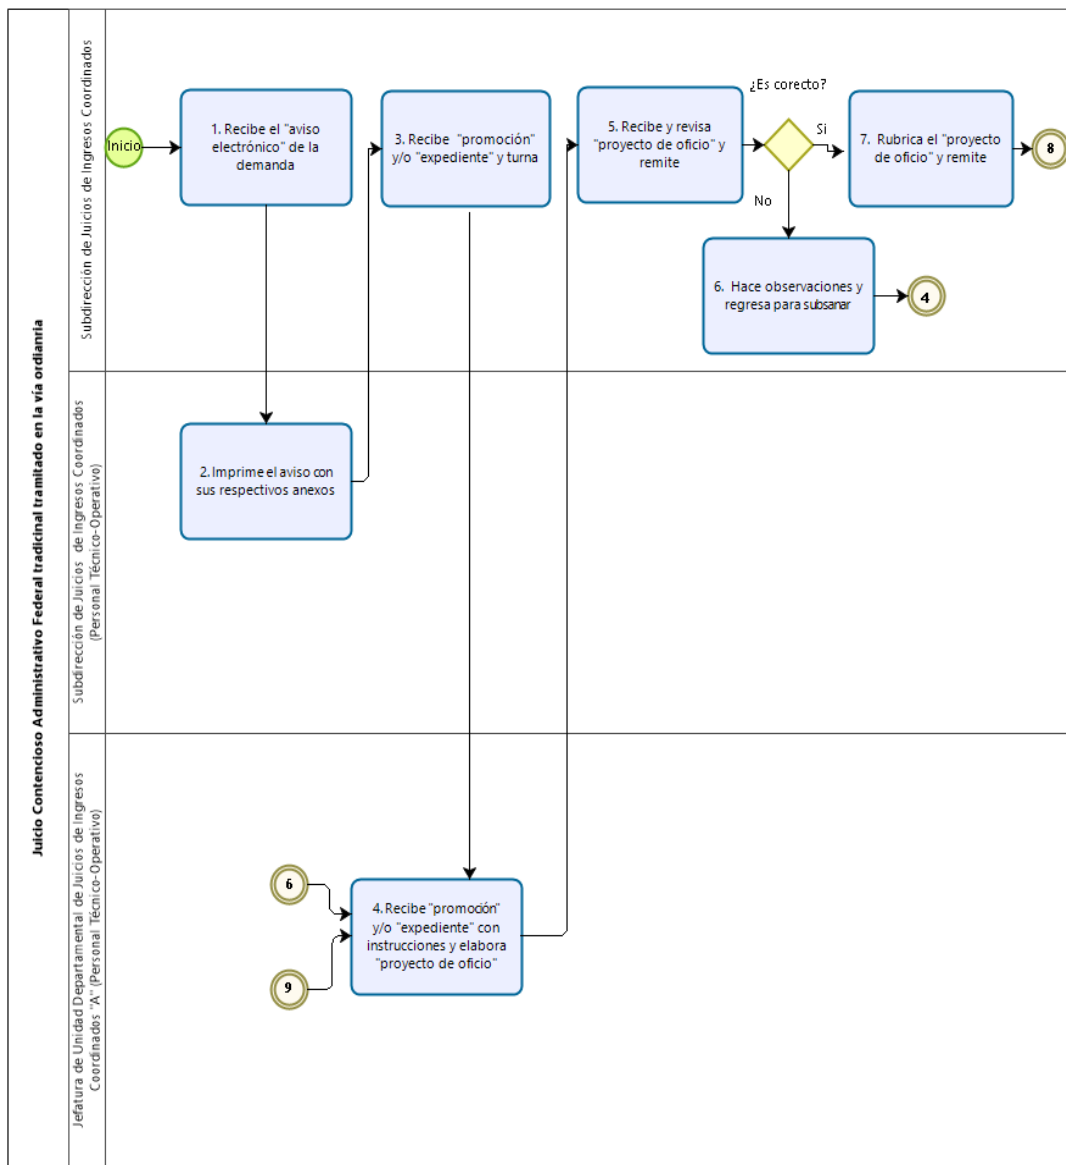 Juicio Contencioso Administrativo Federal tradicinal tramitado en la vía ordianria
Subdirección de Juicios de Ingresos Coordinados
Inicio
1. Recibe el "aviso
electrónico" de la
demanda
3. Recibe "promoción"
y/o "expediente" y turna
5. Recibe y revisa
"proyecto de oficio" y
remite
¿Es corecto?
Si
No
7. Rubrica el "proyecto
de oficio" y remite
8
6. Hace observaciones y
regresa para subsanar
4
Subdirección de Juicios de Ingresos Coordinados
(Personal Técnico-Operativo)
2. Imprime el aviso con
sus respectivos anexos
Jefatura de Unidad Departamental de Juicios de Ingresos
Coordinados "A" (Personal Técnico-Operativo)
6
9
4. Recibe "promoción"
y/o "expediente" con
instrucciones y elabora
"proyecto de oficio"